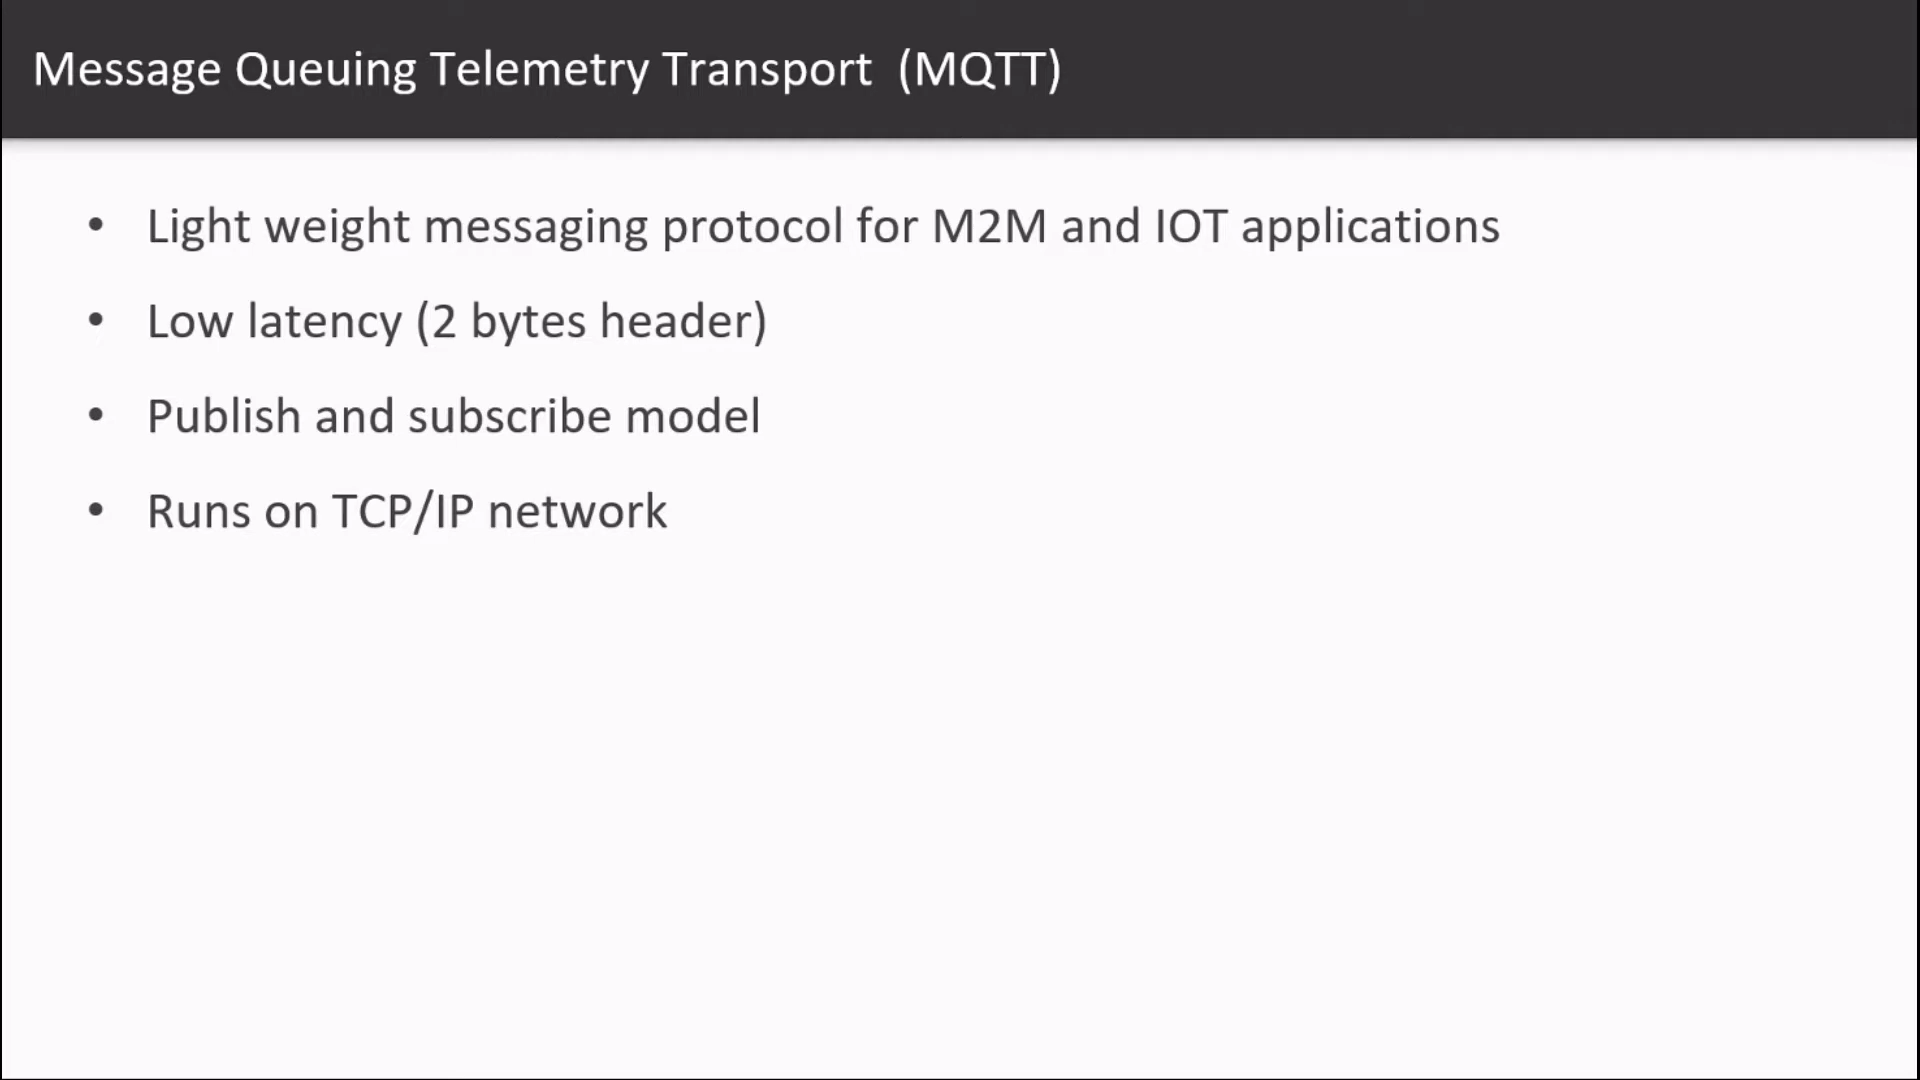 Message Queuing Telemetry Transport  (MQTT)
• Light weight messaging protocol for M2M and IOT applications
• Low latency (2 bytes header)
• Publish and subscribe model
• Runs on TCP/IP network